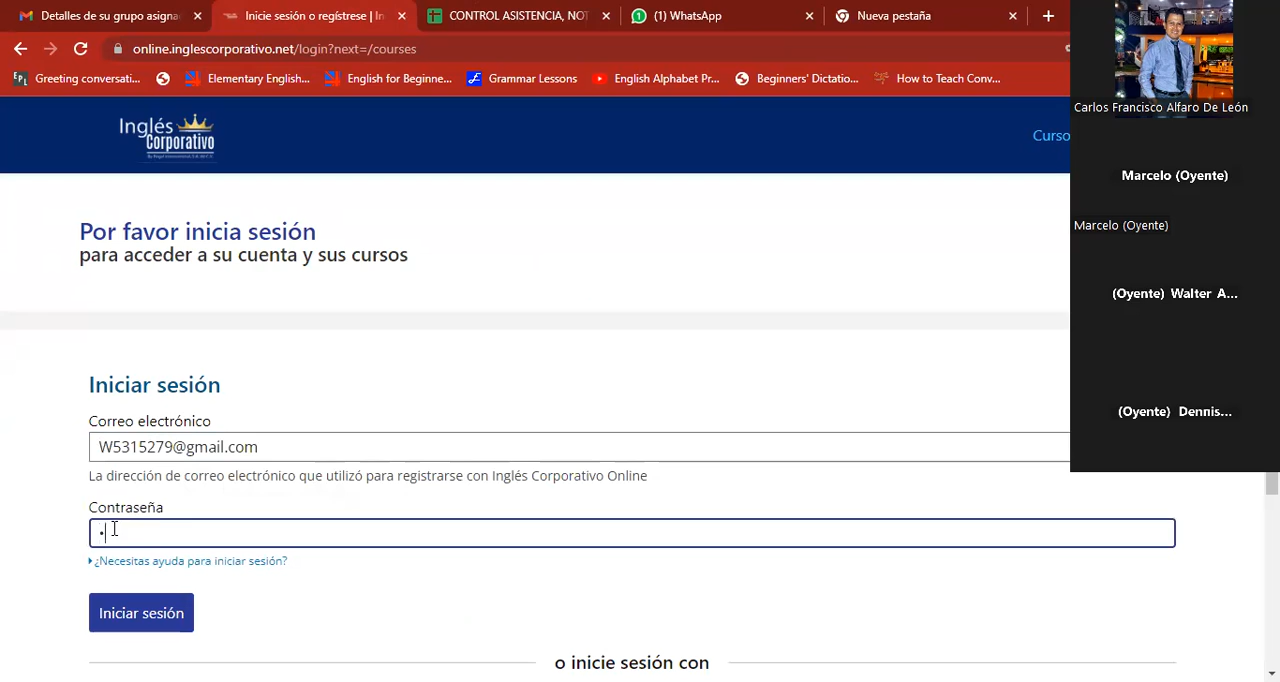 Detalles de su grupo asigna
Inicie sesión o regístrese | In
CONTROL ASISTENCIA, NOT
(1) WhatsApp
Nueva pestaña
online.inglescorporativo.net/login?next=/courses
Greeting conversati...
Elementary English...
English for Beginne...
Grammar Lessons
English Alphabet Pr...
Beginners' Dictatio...
How to Teach Conv...
Carlos Francisco Alfaro De León
Inglés
Corporativo
Curso
Marcelo (Oyente)
Marcelo (Oyente)
Por favor inicia sesión
para acceder a su cuenta y sus cursos
(Oyente) Walter A...
Iniciar sesión
(Oyente) Dennis...
Correo electrónico
W5315279@gmail.com
La dirección de correo electrónico que utilizó para registrarse con Inglés Corporativo Online
Contraseña
¿Necesitas ayuda para iniciar sesión?
Iniciar sesión
o inicie sesión con